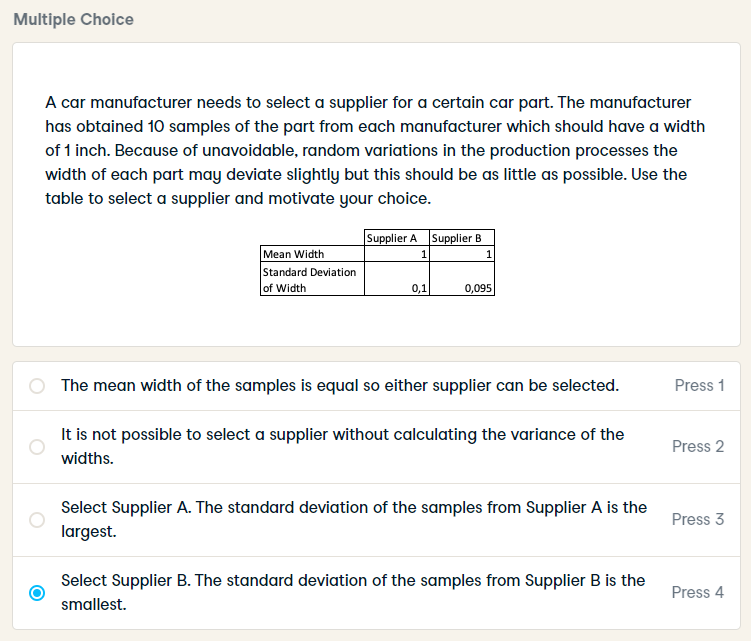 Multiple Choice
A car manufacturer needs to select a supplier for a certain car part. The manufacturer
has obtained 10 samples of the part from each manufacturer which should have a width
of 1 inch. Because of unavoidable, random variations in the production processes the
width of each part may deviate slightly but this should be as little as possible. Use the
table to select a supplier and motivate your choice.
Supplier A Supplier B
Mean Width 1 1
Standard Deviation
of Width 0,1 0,095
The mean width of the samples is equal so either supplier can be selected. Press 1
It is not possible to select a supplier without calculating the variance of the
widths. Press 2
Select Supplier A. The standard deviation of the samples from Supplier A is the
largest. Press 3
Select Supplier B. The standard deviation of the samples from Supplier B is the
smallest. Press 4